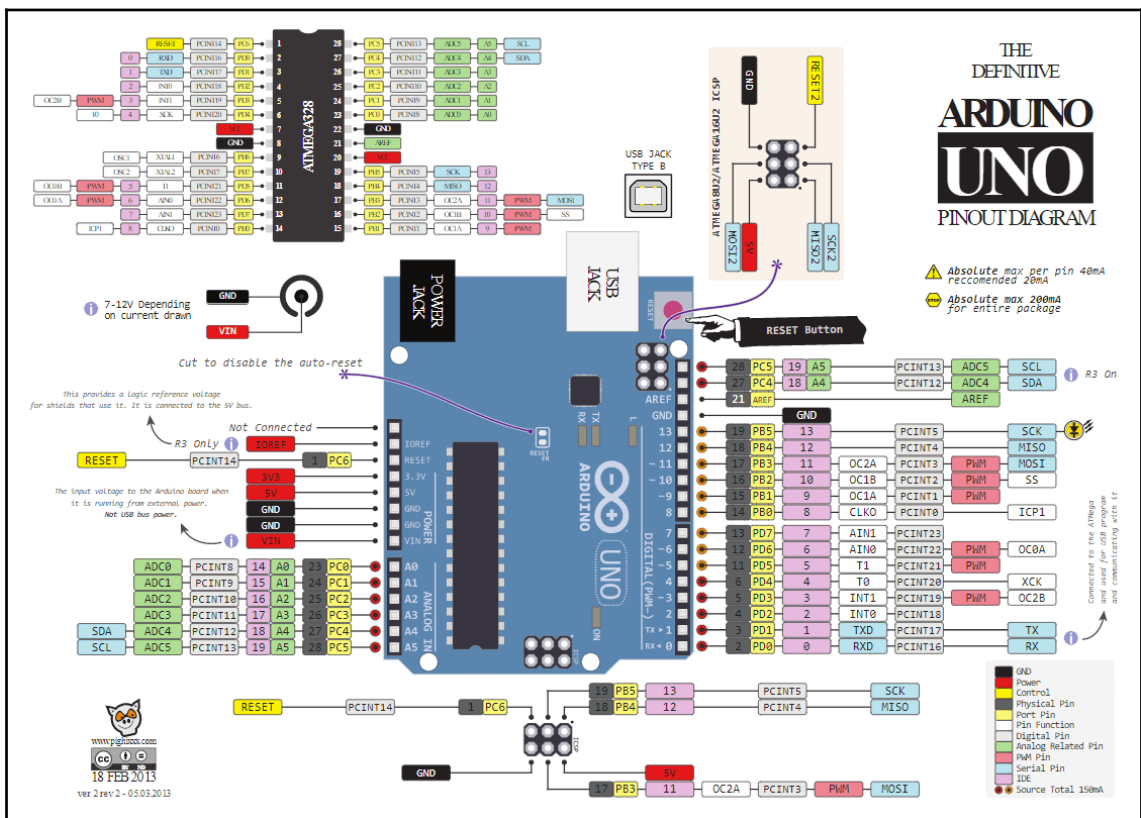 THE
DEFINITIVE
ARDUINO
UNO
PINOUT DIAGRAM
Absolute max per pin 40mA
reccomended 20mA
STOP
Absolute max 200mA
for entire package
ATMEGA328
RESET PCINT14 PC6 1
0 RXD PCINT16 PD0 2
1 TXD PCINT17 3
2 INT0 PCINT18 PD2 4
OC2B PWM 3 INT1 PCINT19 PD3 5
XCK PCINT20 PD4 6
VCC 7
GND 8
OSC1 XTAL1 PCINT6 PB6 9
OSC2 XTAL2 PCINT7 PB7 10
PWM 5 T1 PCINT21 11
PWM 6 AIN0 PCINT22 PD6 12
7 AIN1 PCINT23 PD7 13
ICP1 8 CLKO PB0 14
28 PC5 PCINT13 ADC5 A5 SCL
27 PC4 PCINT12 ADC4 A4 SDA
26 PC3 PCINT11 ADC3 A3
25 PC2 PCINT10 ADC2 A2
24 PC1 ADC1 A1
23 PC0 ADC0 A0
22 GND
21 AREF
20 VCC
19 PB5 PCINT5 SCK 13
18 PB4 MISO 12
17 PB3 PCINT3 OC2A 11 PWM MOSI
16 PB2 PCINT2 OC1B 10 PWM SS
15 PB1 OC1A 9 PWM
USB JACK
TYPE B
ATMEGA8U2/ATMEGA16U2 ICSP
GND
RESET2
MOSI2
5V
MISO2
SCK2
GND
7-12V Depending
on current drawn
VIN
POWER
JACK
USB
JACK
RESET
RESET Button
Cut to disable the auto-reset
This provides a logic reference voltage
for shields that use it. It is connected to the 5V bus.
Not Connected
R3 Only IOREF
RESET PCINT14 1 PC6
3V3
5V
GND
GND
VIN
The input voltage to the Arduino board when
it is running from external power.
Not USB bus power.
ADC0 PCINT8 14 A0 23 PC0
ADC1 PCINT9 15 A1 24 PC1
ADC2 PCINT10 16 A2 25 PC2
ADC3 PCINT11 17 A3 26 PC3
SDA ADC4 PCINT12 18 A4 27 PC4
SCL ADC5 PCINT13 19 A5 28 PC5
IOREF
RESET
3.3V
5V
GND
GND
VIN
POWER
A0
A1
A2
A3
A4
A5
ANALOG IN
RX
TX
L
RESET
EN
ARDUINO
UNO
ON
ICSP
AREF
GND
13
12
~11
~10
~9
8
7
~6
~5
4
~3
2
TX 1
RX 0
DIGITAL(PWM~)
28 PC5 19 A5 PCINT13 ADC5 SCL
R3 On
27 PC4 18 A4 PCINT12 ADC4 SDA
21 AREF AREF
GND
19 PB5 13 PCINT5 SCK
18 PB4 12 PCINT4 MISO
17 PB3 11 OC2A PCINT3 PWM MOSI
16 PB2 10 OC1B PCINT2 PWM SS
15 PB1 9 OC1A PCINT1 PWM
14 PB0 8 CLKO PCINT0 ICP1
13 PD7 7 AIN1 PCINT23
12 PD6 6 AIN0 PCINT22 PWM OC0A
11 PD5 5 T1 PCINT21 PWM
6 PD4 4 T0 PCINT20 XCK
5 PD3 3 INT1 PCINT19 PWM OC2B
4 PD2 2 INT0 PCINT18
3 PD1 1 TXD PCINT17 TX
2 PD0 0 RXD PCINT16 RX
Connected to the ATMega
and used for USB program
and communicating with it
RESET PCINT14 1 PC6
GND
ICSP
19 PB5 13 PCINT5 SCK
18 PB4 12 PCINT4 MISO
5V
17 PB3 11 OC2A PCINT3 PWM MOSI
GND
Power
Control
Physical Pin
Port Pin
Pin Function
Digital Pin
Analog Related Pin
PWM Pin
Serial Pin
IDE
Source Total 150mA
www.pighixxx.com
cc
BY ND
18 FEB 2013
ver 2 rev 2 - 05.03.2013